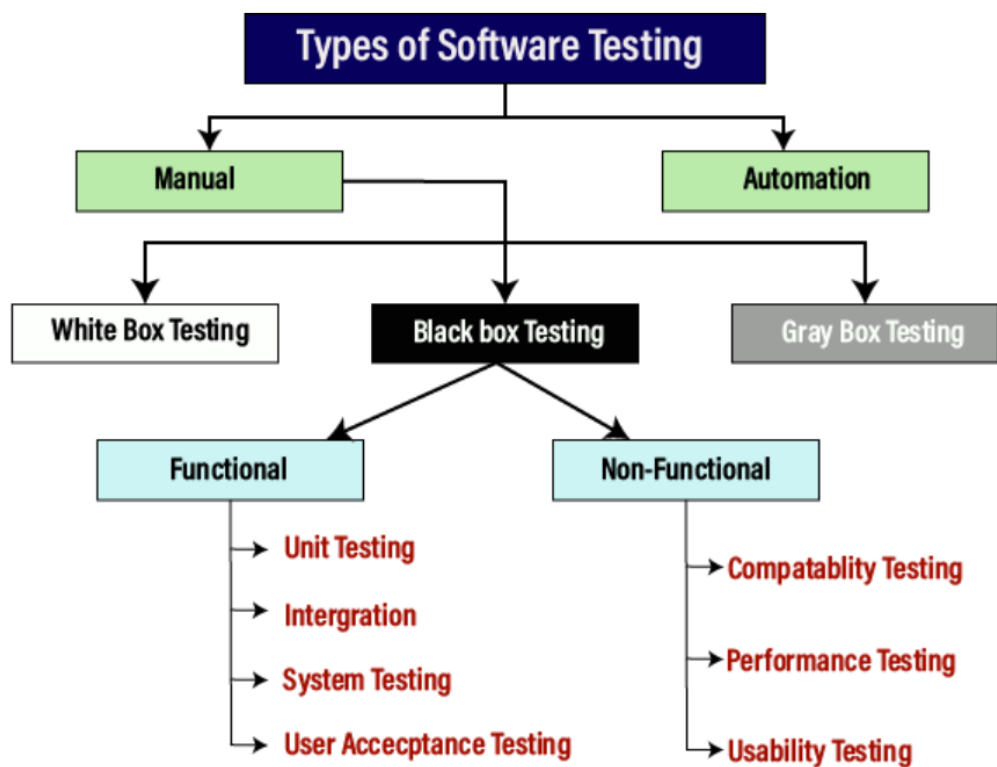 Types of Software Testing
Manual
Automation
White Box Testing
Black box Testing
Gray Box Testing
Functional
Non-Functional
Unit Testing
Intergration
System Testing
User Accecptance Testing
Compatablity Testing
Performance Testing
Usability Testing